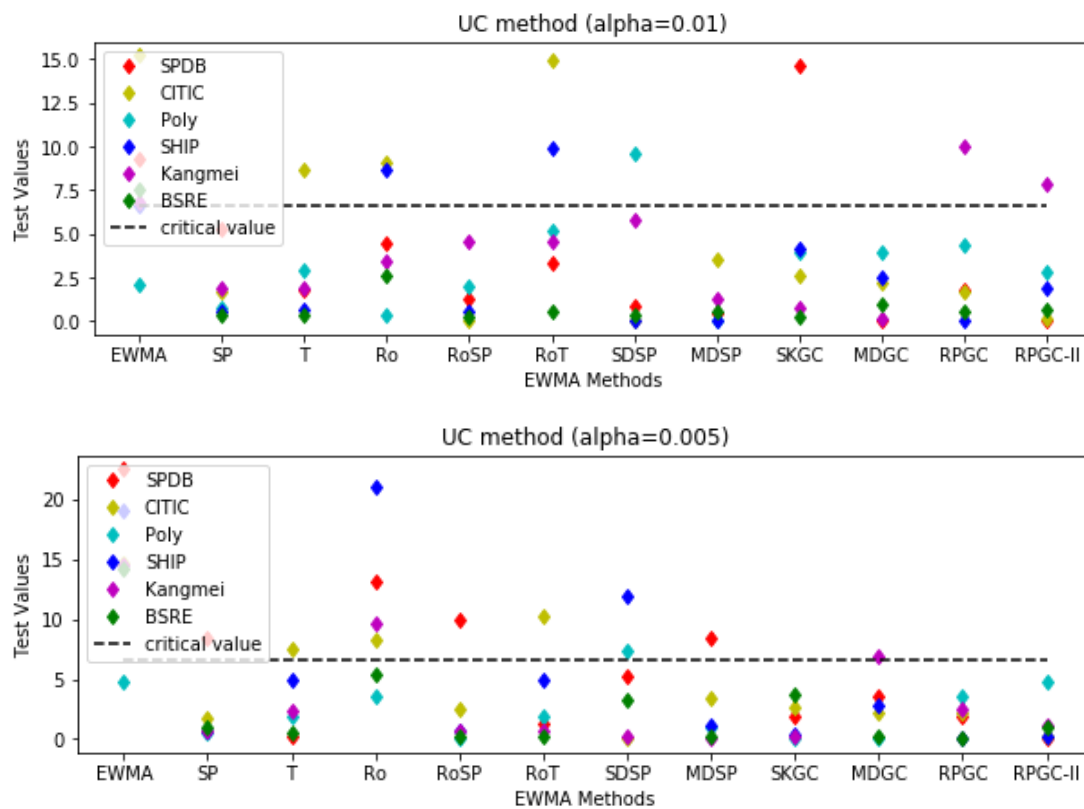 UC method (alpha=0.01)
15.0
12.5
10.0
7.5
5.0
2.5
0.0
Test Values
SPDB
CITIC
Poly
SHIP
Kangmei
BSRE
critical value
EWMA SP T Ro RoSP RoT SDSP MDSP SKGC MDGC RPGC RPGC-II
EWMA Methods
UC method (alpha=0.005)
20
15
10
5
0
Test Values
SPDB
CITIC
Poly
SHIP
Kangmei
BSRE
critical value
EWMA SP T Ro RoSP RoT SDSP MDSP SKGC MDGC RPGC RPGC-II
EWMA Methods